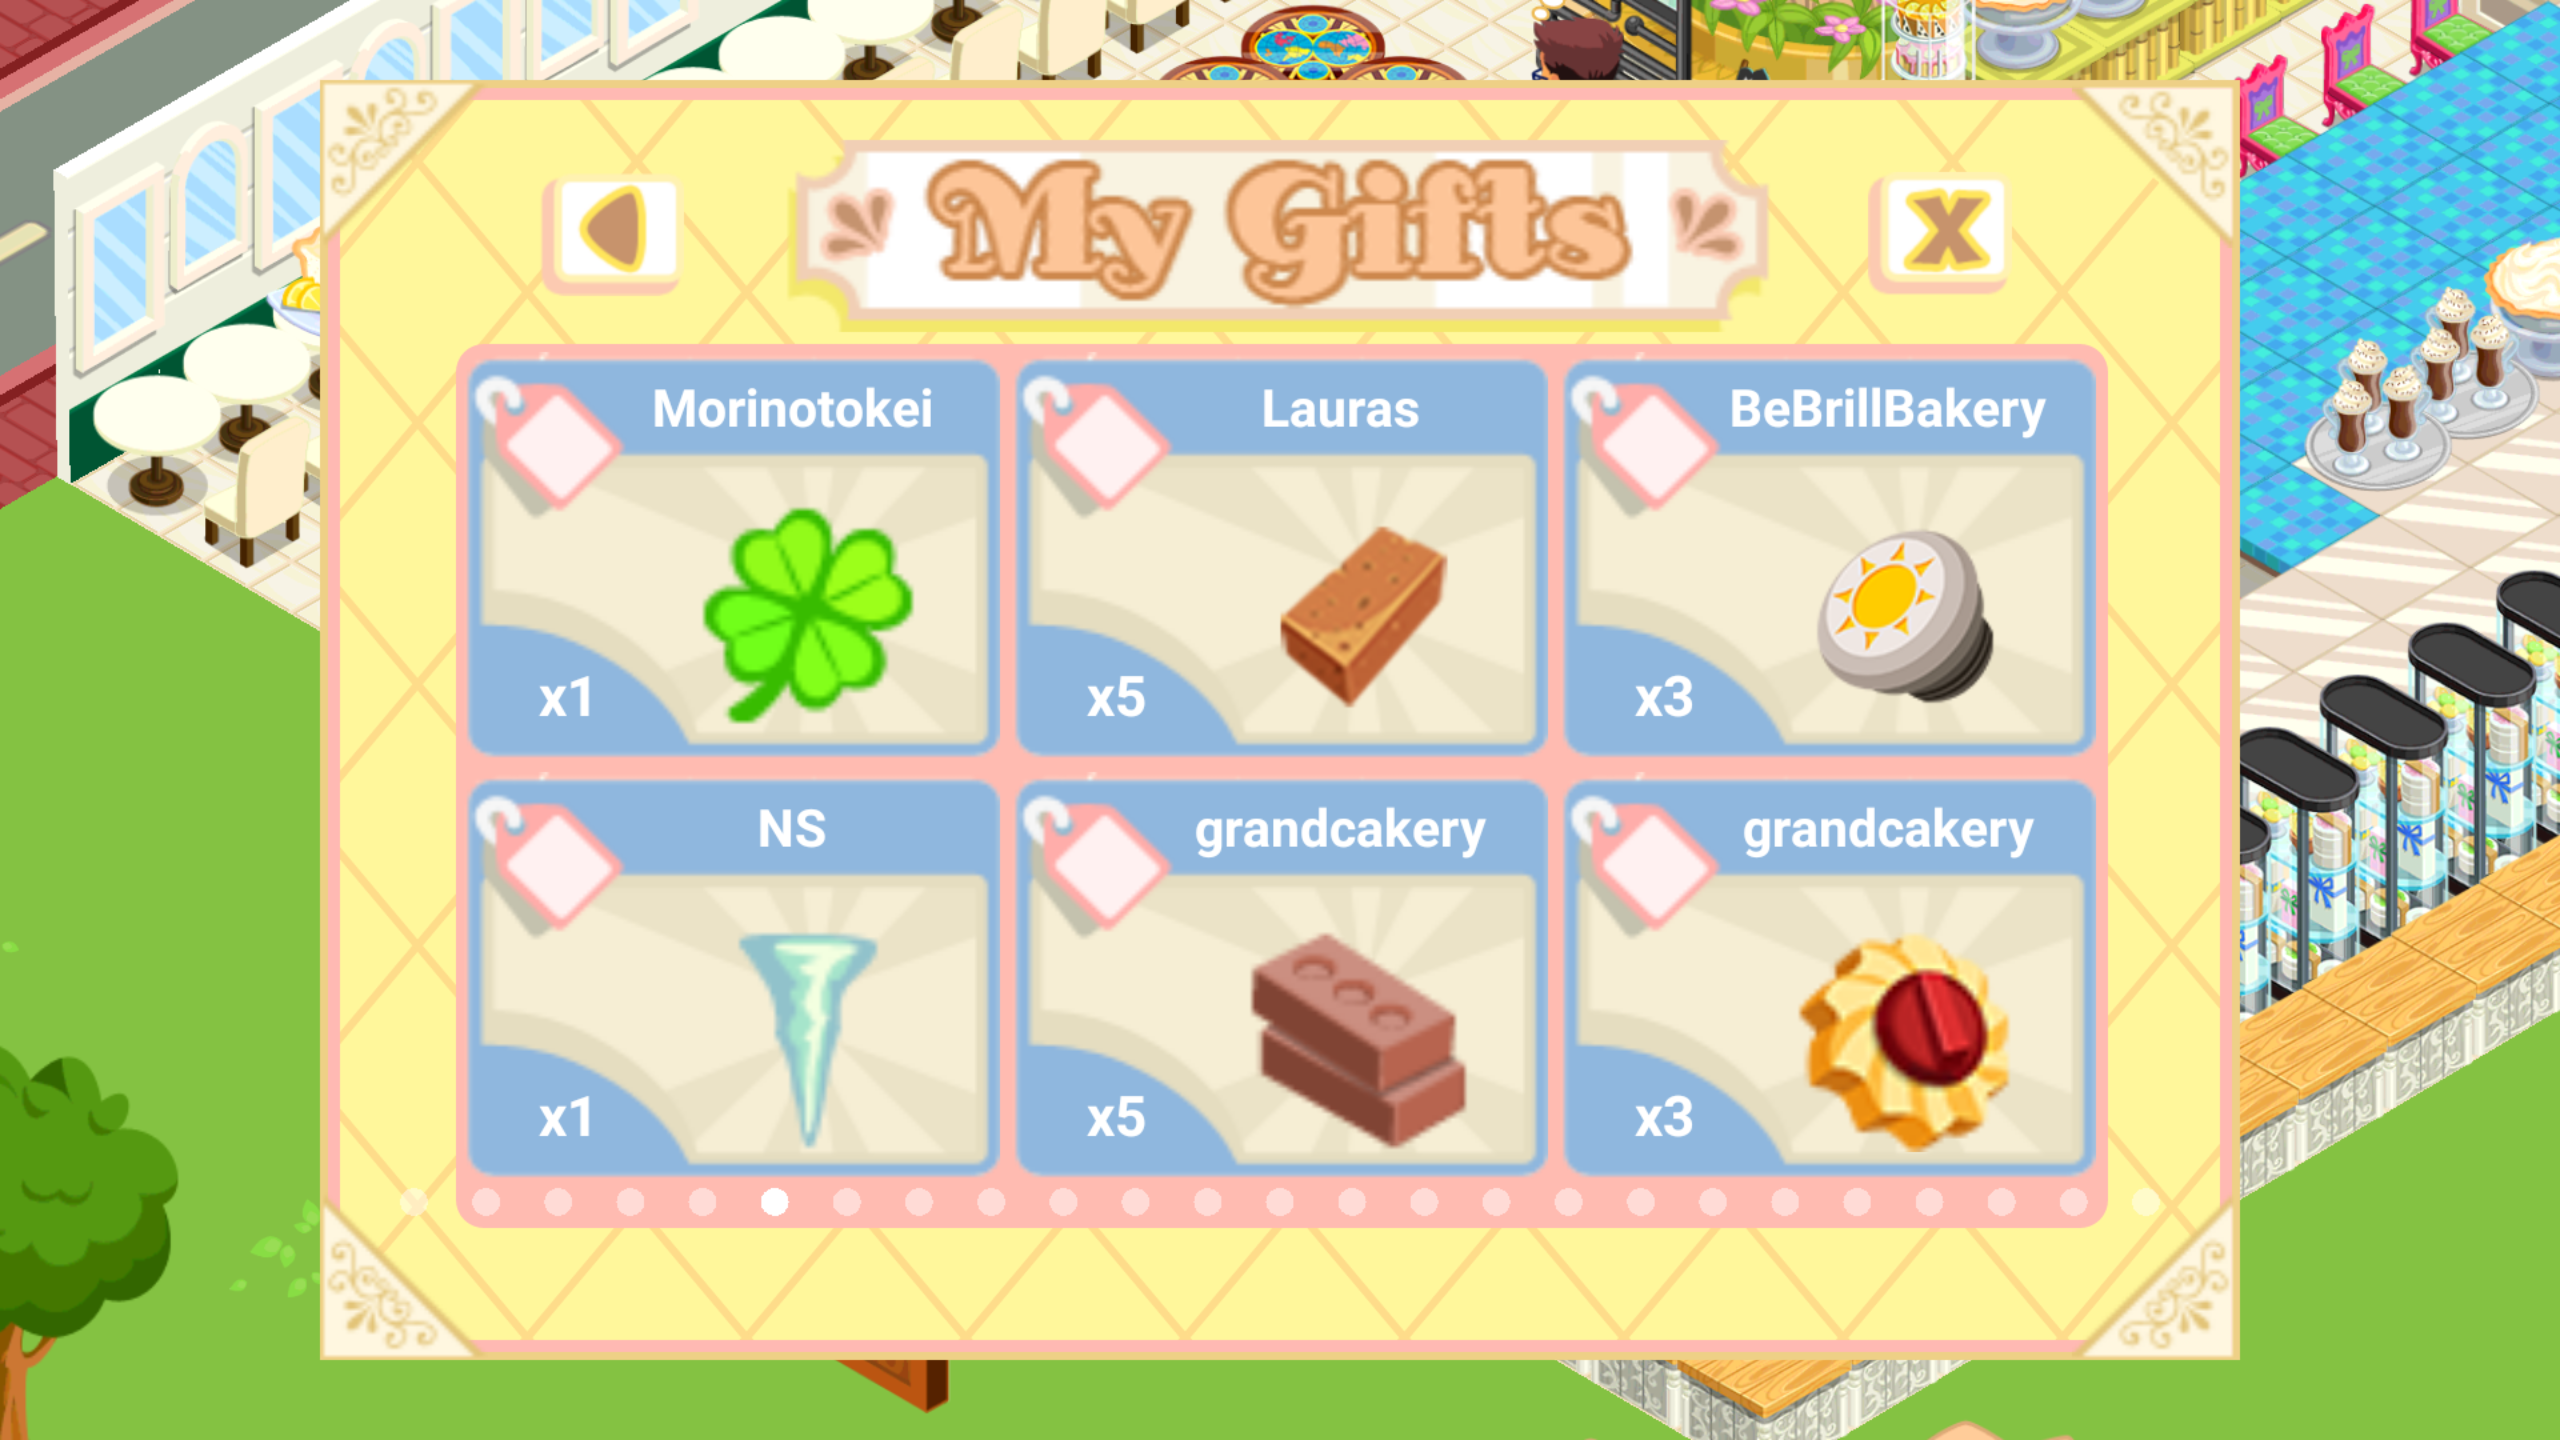 My Gifts
Morinotokei
x1
Lauras
x5
BeBrillBakery
x3
NS
x1
grandcakery
x5
grandcakery
x3